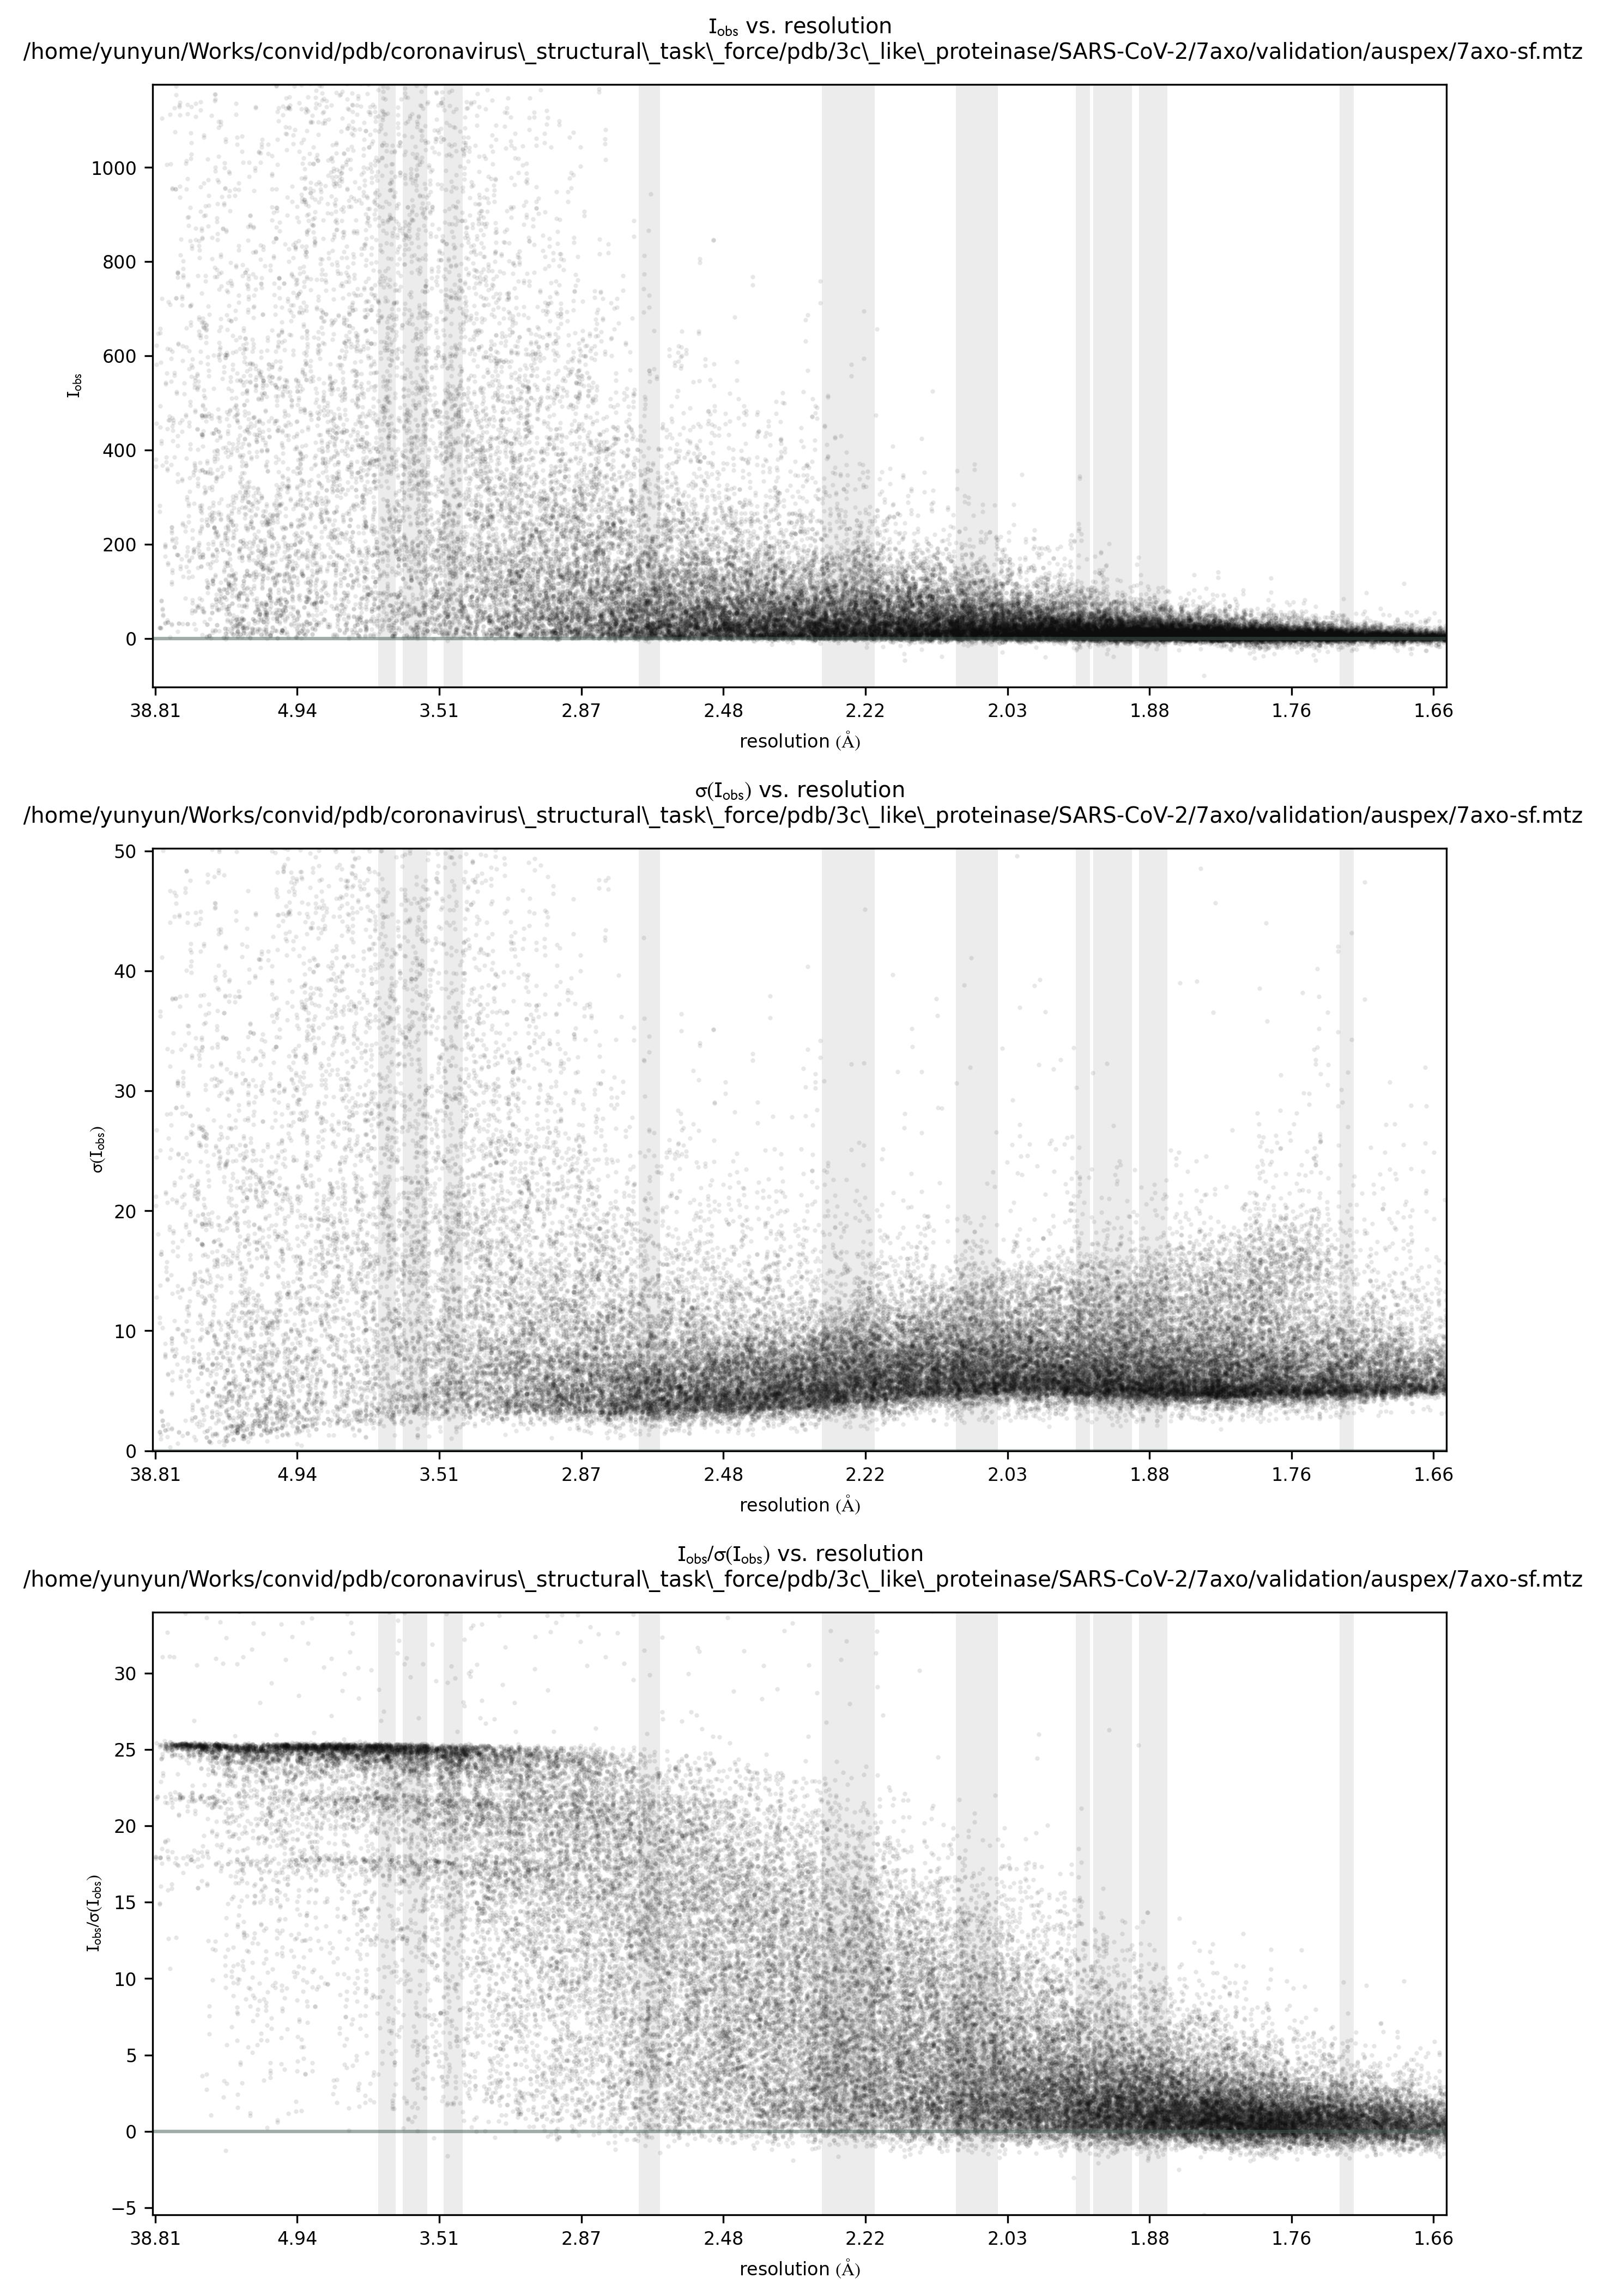 Iobs vs. resolution
/home/yunyun/Works/convid/pdb/coronavirus\_structural\_task\_force/pdb/3c\_like\_proteinase/SARS-CoV-2/7axo/validation/auspex/7axo-sf.mtz
1000
800
600
400
200
0
Iobs
38.81 4.94 3.51 2.87 2.48 2.22 2.03 1.88 1.76 1.66
resolution (Å)
σ(Iobs) vs. resolution
/home/yunyun/Works/convid/pdb/coronavirus\_structural\_task\_force/pdb/3c\_like\_proteinase/SARS-CoV-2/7axo/validation/auspex/7axo-sf.mtz
50
40
30
20
10
0
σ(Iobs)
38.81 4.94 3.51 2.87 2.48 2.22 2.03 1.88 1.76 1.66
resolution (Å)
Iobs/σ(Iobs) vs. resolution
/home/yunyun/Works/convid/pdb/coronavirus\_structural\_task\_force/pdb/3c\_like\_proteinase/SARS-CoV-2/7axo/validation/auspex/7axo-sf.mtz
30
25
20
15
10
5
0
−5
Iobs/σ(Iobs)
38.81 4.94 3.51 2.87 2.48 2.22 2.03 1.88 1.76 1.66
resolution (Å)